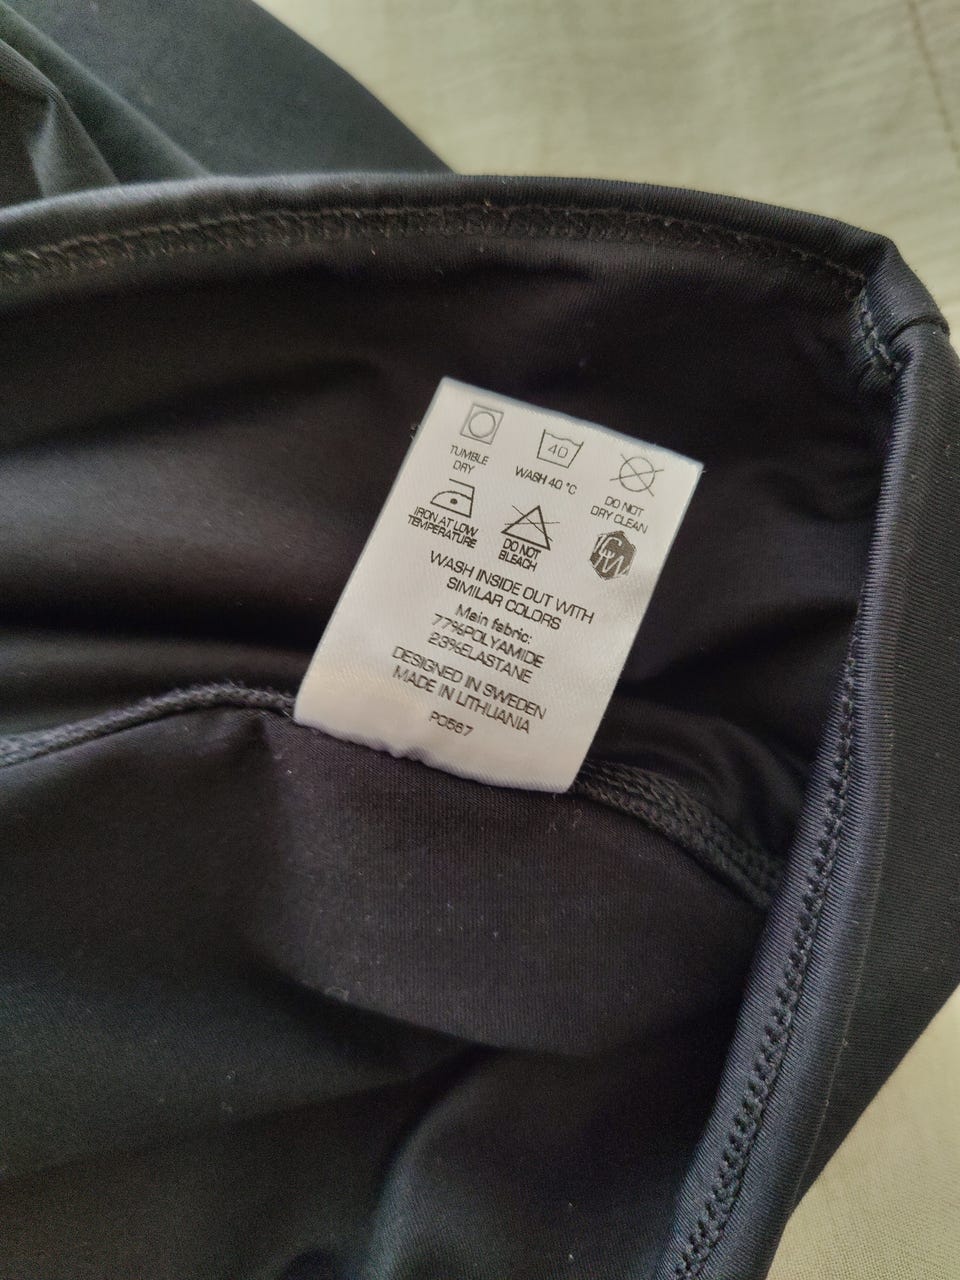 TUMBLE
DRY
40
WASH 40 °C
DO NOT
DRY CLEAN
IRON AT LOW
TEMPERATURE
DO NOT
BLEACH
WASH INSIDE OUT WITH
SIMILAR COLORS
Main fabric:
77%POLYAMIDE
23%ELASTANE
DESIGNED IN SWEDEN
MADE IN LITHUANIA
PO567